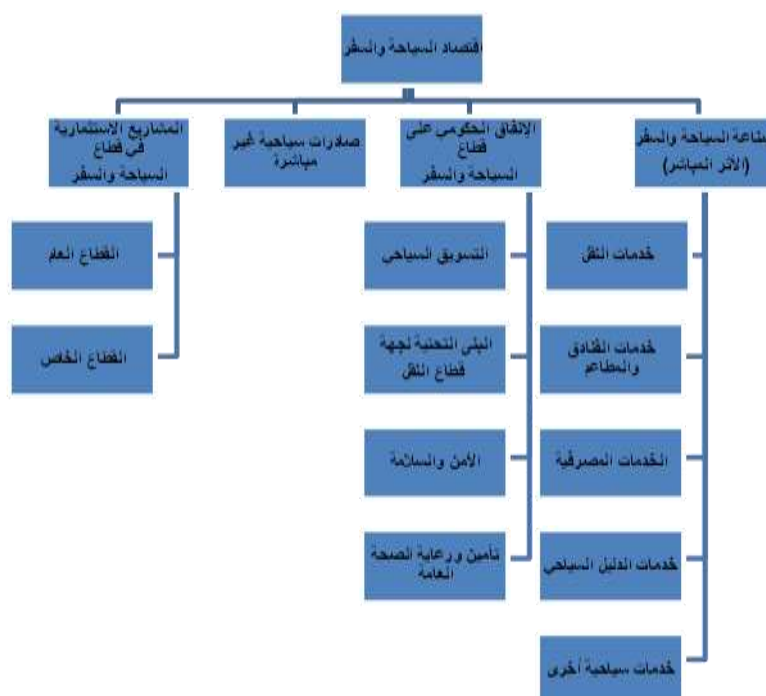 اقتصاد السياحة والسفر
صناعة السياحة والسفر
(الأثر المباشر)
خدمات النقل
خدمات الفنادق
والمطاعم
الخدمات المصرفية
خدمات الدليل السياحي
خدمات سياحية أخرى
الإنفاق الحكومي على
قطاع
السياحة والسفر
التسويق السياحي
البنى التحتية لجهة
قطاع النقل
الأمن والسلامة
تأمين ورعاية الصحة
العامة
صادرات سياحية غير
مباشرة
المشاريع الاستثمارية
في قطاع
السياحة والسفر
القطاع العام
القطاع الخاص